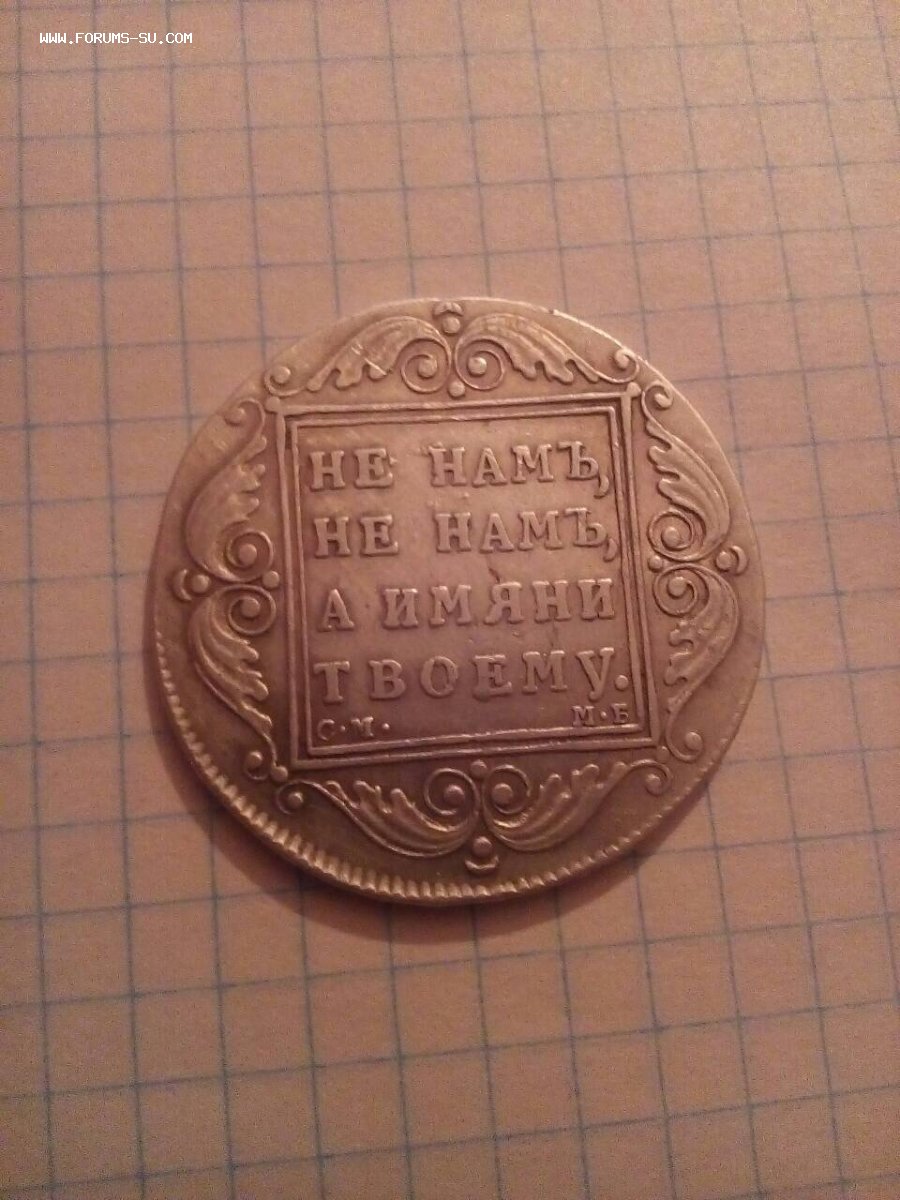 WWW.FORUMS-SU.COM
НЕ НАМЪ,
НЕ НАМЪ,
А ИМЯНИ
ТВОЕМУ.
С·М· М·Б